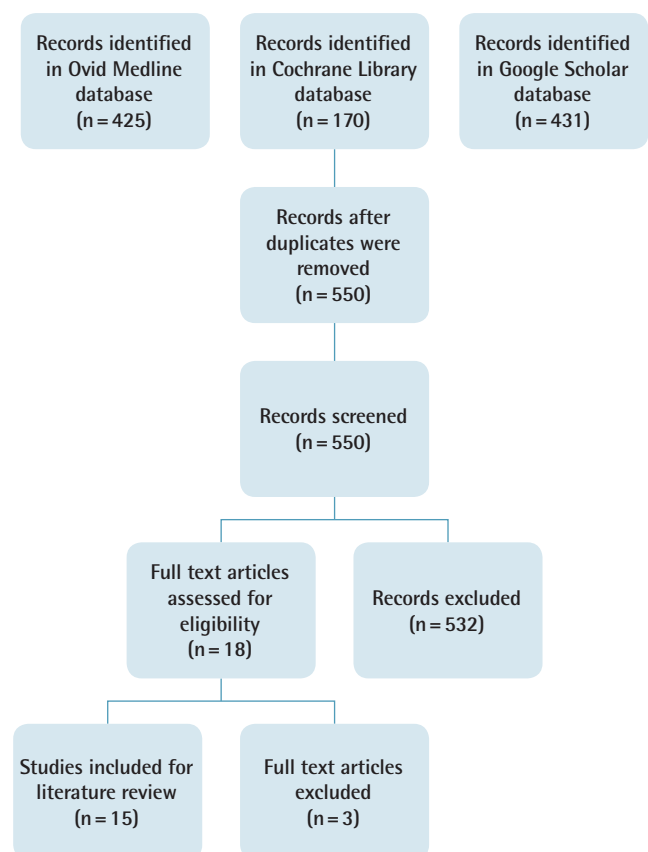 Records identified
in Ovid Medline
database
(n = 425)
Records identified
in Cochrane Library
database
(n = 170)
Records identified
in Google Scholar
database
(n = 431)
Records after
duplicates were
removed
(n = 550)
Records screened
(n = 550)
Full text articles
assessed for
eligibility
(n = 18)
Records excluded
(n = 532)
Studies included for
literature review
(n = 15)
Full text articles
excluded
(n = 3)